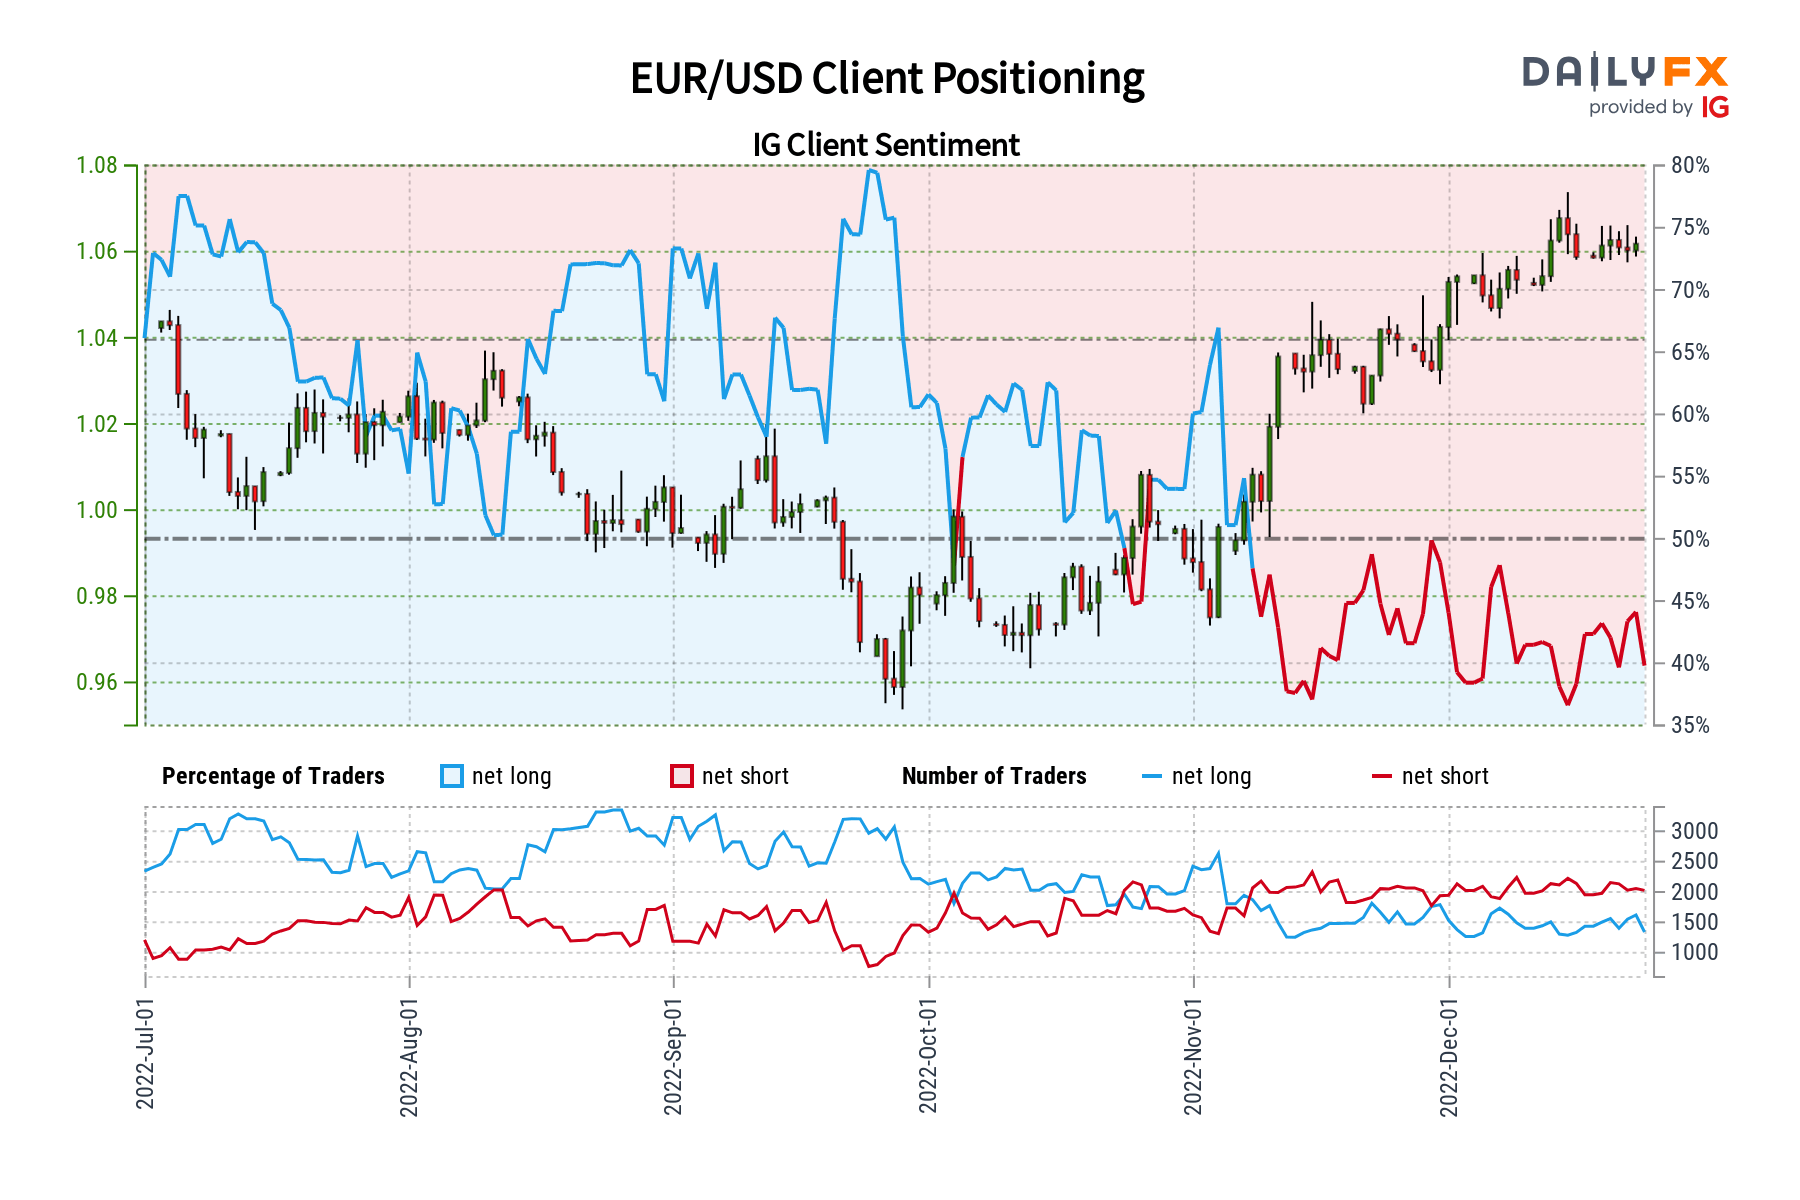 EUR/USD Client Positioning
DAILYFX
provided by IG
IG Client Sentiment
1.08
1.06
1.04
1.02
1.00
0.98
0.96
80%
75%
70%
65%
60%
55%
50%
45%
40%
35%
Percentage of Traders net long net short Number of Traders net long net short
3000
2500
2000
1500
1000
2022-Jul-01
2022-Aug-01
2022-Sep-01
2022-Oct-01
2022-Nov-01
2022-Dec-01